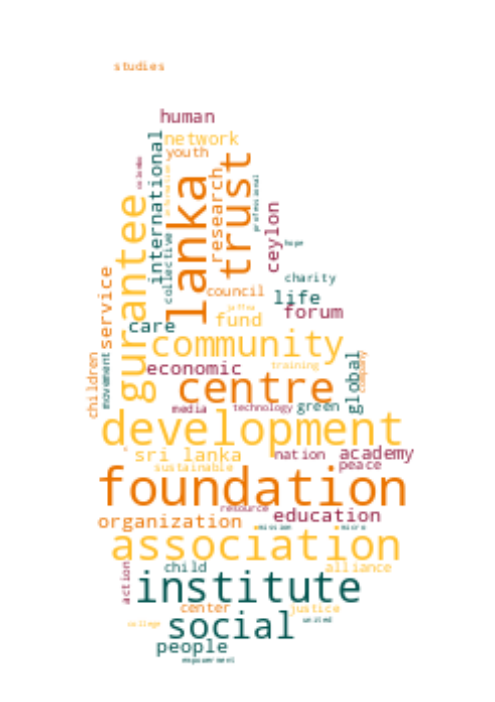 studies
human
network
youth
international
lanka
trust
research
professional
colombo
gurantee
collective
ceylon
hope
charity
service
council
life
jaffna
forum
fund
care
community
economic
training
global
company
children
movement
centre
media
technology
green
development
sri lanka
nation
academy
sustainable
peace
foundation
resource
organization
education
mission
micro
association
action
child
alliance
institute
center
justice
college
social
united
people
empowerment